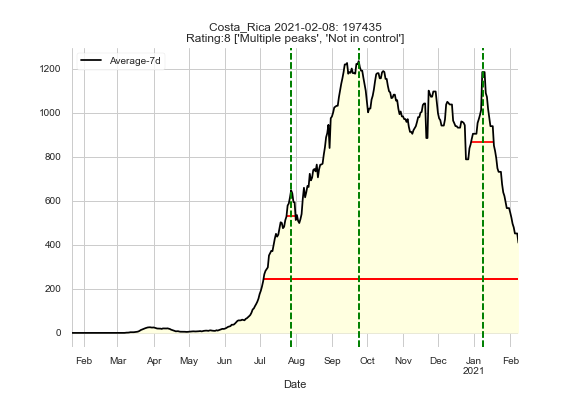 Costa_Rica 2021-02-08: 197435
Rating:8 ['Multiple peaks', 'Not in control']
Average-7d
1200
1000
800
600
400
200
0
Feb Mar Apr May Jun Jul Aug Sep Oct Nov Dec Jan Feb
2021
Date